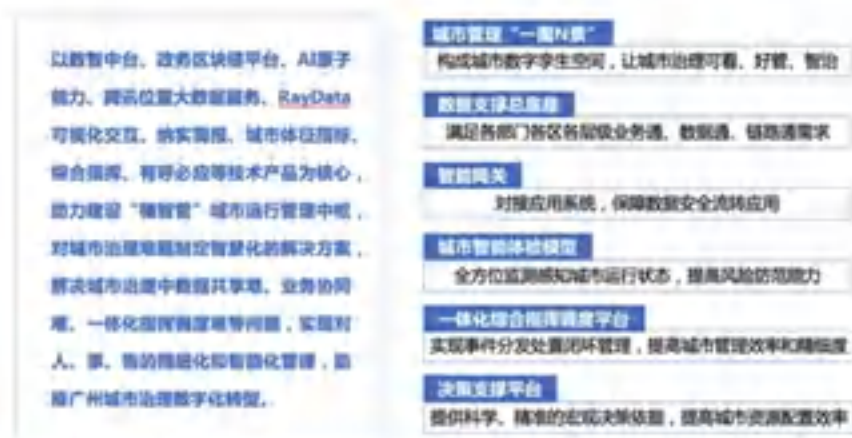 以数智中台、政务区块链平台、AI原子
能力、腾讯位置大数据服务、RayData
可视化交互、纳实简报、城市体征指标、
综合指挥、有呼必应等技术产品为核心，
助力建设“穗智管”城市运行管理中枢，
对城市治理难题制定智慧化的解决方案，
解决城市治理中数据共享难、业务协同
难、一体化指挥调度难等问题，实现对
人、事、物的精细化和智能化管理，助
广州城市治理数字化转型。
城市管理“一图N景”
构成城市数字孪生空间，让城市治理可看、好管、智治
数据支撑总底座
满足各部门各区各层级业务通、数据通、链路通需求
智能网关
对接应用系统，保障数据安全流转应用
城市智能体检模型
全方位监测感知城市运行状态，提高风险防范能力
一体化综合指挥调度平台
实现事件分发处置闭环管理，提高城市管理效率和精细度
决策支撑平台
提供科学、精准的宏观决策依据，提高城市资源配置效率